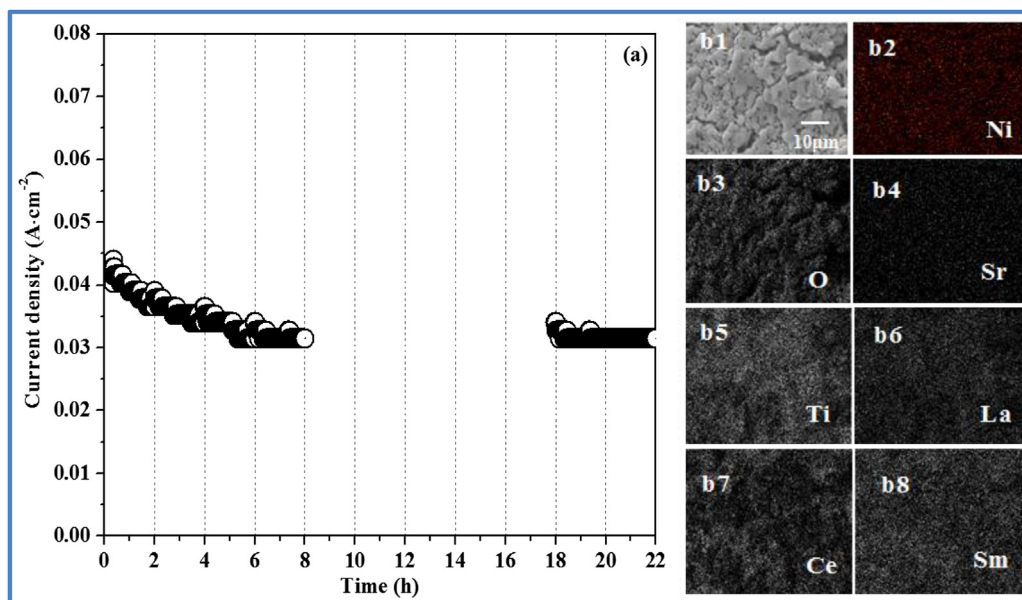 (a)
0.08
0.07
0.06
0.05
0.04
0.03
0.02
0.01
0.00
Current density (A·cm⁻²)
0 2 4 6 8 10 12 14 16 18 20 22
Time (h)
b1
10μm
b2
Ni
b3
O
b4
Sr
b5
Ti
b6
La
b7
Ce
b8
Sm